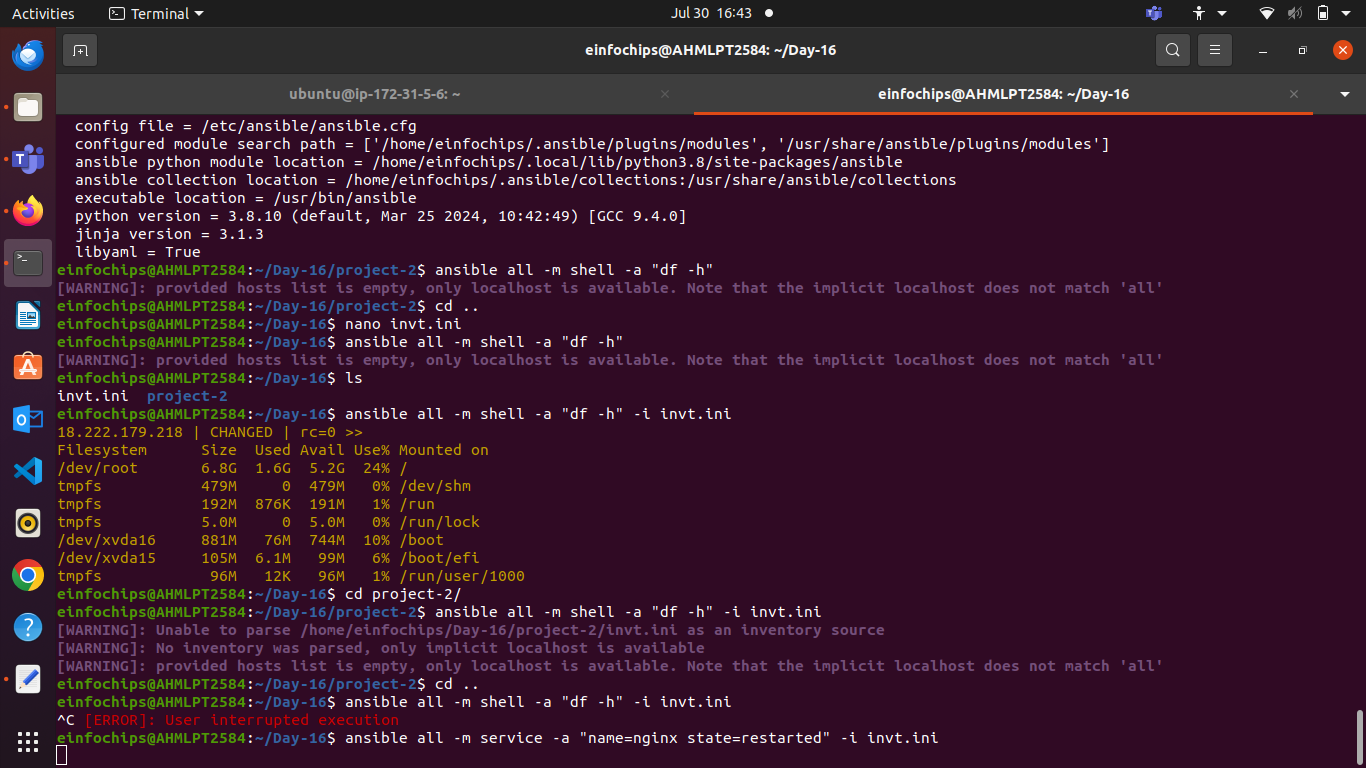 Activities
Terminal
Jul 30 16:43
einfochips@AHMLPT2584: ~/Day-16
ubuntu@ip-172-31-5-6: ~
einfochips@AHMLPT2584: ~/Day-16
config file = /etc/ansible/ansible.cfg
configured module search path = ['/home/einfochips/.ansible/plugins/modules', '/usr/share/ansible/plugins/modules']
ansible python module location = /home/einfochips/.local/lib/python3.8/site-packages/ansible
ansible collection location = /home/einfochips/.ansible/collections:/usr/share/ansible/collections
executable location = /usr/bin/ansible
python version = 3.8.10 (default, Mar 25 2024, 10:42:49) [GCC 9.4.0]
jinja version = 3.1.3
libyaml = True
einfochips@AHMLPT2584:~/Day-16/project-2$ ansible all -m shell -a "df -h"
[WARNING]: provided hosts list is empty, only localhost is available. Note that the implicit localhost does not match 'all'
einfochips@AHMLPT2584:~/Day-16/project-2$ cd ..
einfochips@AHMLPT2584:~/Day-16$ nano invt.ini
einfochips@AHMLPT2584:~/Day-16$ ansible all -m shell -a "df -h"
[WARNING]: provided hosts list is empty, only localhost is available. Note that the implicit localhost does not match 'all'
einfochips@AHMLPT2584:~/Day-16$ ls
invt.ini  project-2
einfochips@AHMLPT2584:~/Day-16$ ansible all -m shell -a "df -h" -i invt.ini
18.222.179.218 | CHANGED | rc=0 >>
Filesystem      Size  Used Avail Use% Mounted on
/dev/root       6.8G  1.6G  5.2G  24% /
tmpfs           479M     0  479M   0% /dev/shm
tmpfs           192M  876K  191M   1% /run
tmpfs           5.0M     0  5.0M   0% /run/lock
/dev/xvda16     881M   76M  744M  10% /boot
/dev/xvda15     105M  6.1M   99M   6% /boot/efi
tmpfs            96M   12K   96M   1% /run/user/1000
einfochips@AHMLPT2584:~/Day-16$ cd project-2/
einfochips@AHMLPT2584:~/Day-16/project-2$ ansible all -m shell -a "df -h" -i invt.ini
[WARNING]: Unable to parse /home/einfochips/Day-16/project-2/invt.ini as an inventory source
[WARNING]: No inventory was parsed, only implicit localhost is available
[WARNING]: provided hosts list is empty, only localhost is available. Note that the implicit localhost does not match 'all'
einfochips@AHMLPT2584:~/Day-16/project-2$ cd ..
einfochips@AHMLPT2584:~/Day-16$ ansible all -m shell -a "df -h" -i invt.ini
^C [ERROR]: User interrupted execution
einfochips@AHMLPT2584:~/Day-16$ ansible all -m service -a "name=nginx state=restarted" -i invt.ini